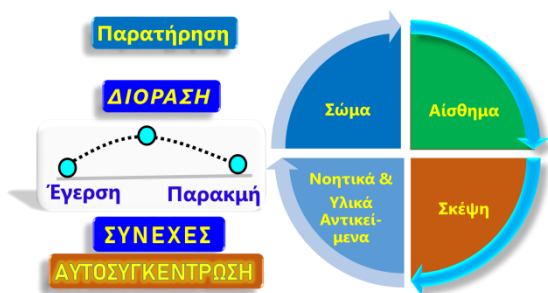 Παρατήρηση
ΔΙΟΡΑΣΗ
Έγερση
Παρακμή
ΣΥΝΕΧΕΣ
ΑΥΤΟΣΥΓΚΕΝΤΡΩΣΗ
Σώμα
Αίσθημα
Νοητικά &
Υλικά
Αντικεί-
μενα
Σκέψη